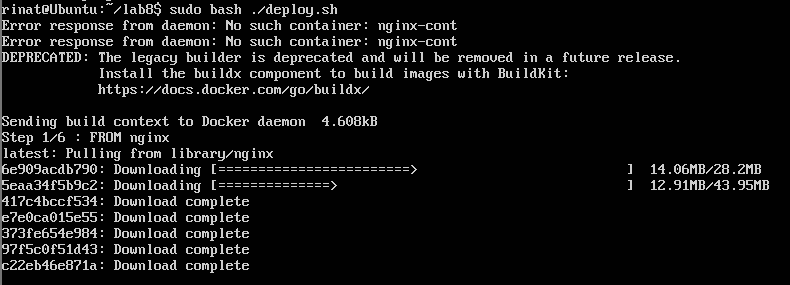 rinat@Ubuntu:~/lab8$ sudo bash ./deploy.sh
Error response from daemon: No such container: nginx-cont
Error response from daemon: No such container: nginx-cont
DEPRECATED: The legacy builder is deprecated and will be removed in a future release.
            Install the buildx component to build images with BuildKit:
            https://docs.docker.com/go/buildx/
Sending build context to Docker daemon  4.608kB
Step 1/6 : FROM nginx
latest: Pulling from library/nginx
6e909acdb790: Downloading [========================>                          ]  14.06MB/28.2MB
5eaa34f5b9c2: Downloading [==============>                                    ]  12.91MB/43.95MB
417c4bccf534: Download complete
e7e0ca015e55: Download complete
373fe654e984: Download complete
97f5c0f51d43: Download complete
c22eb46e871a: Download complete